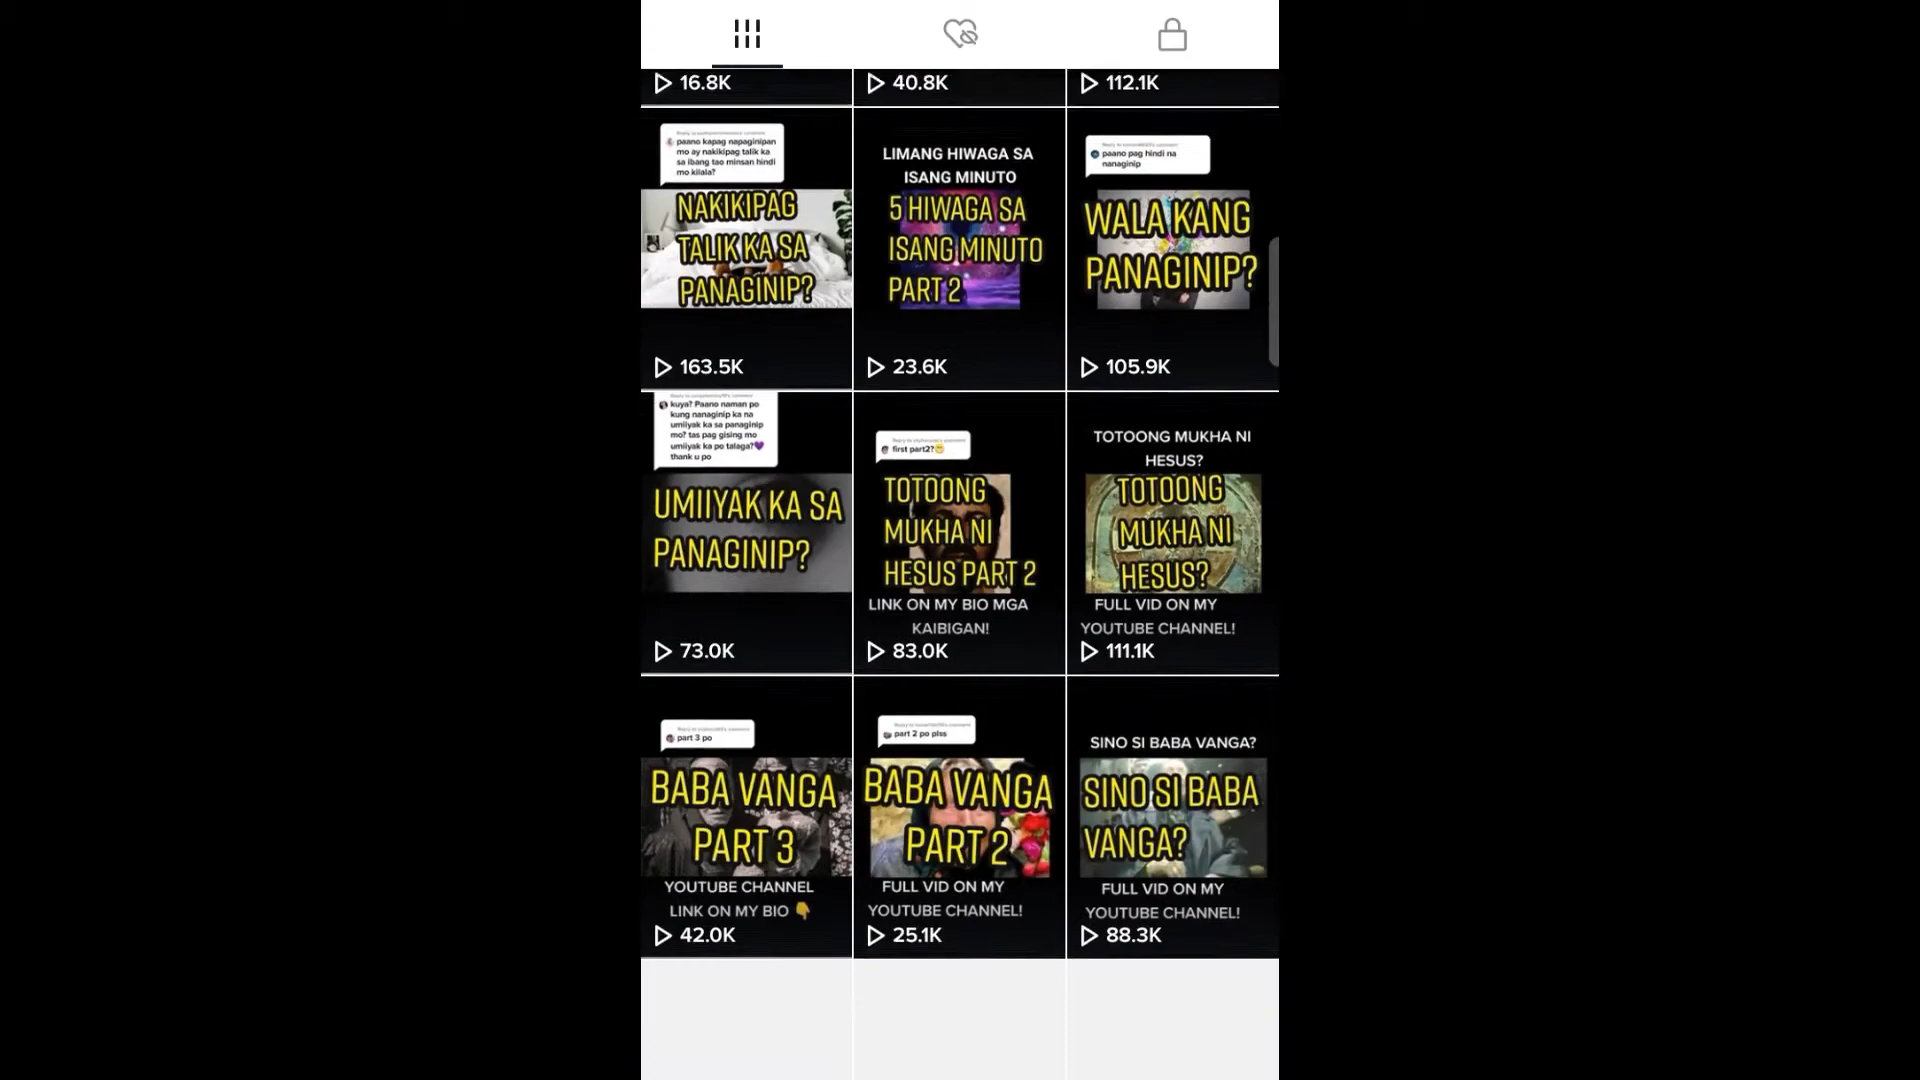 16.8K
40.8K
112.1K
paano kapag napaginipan
mo ay nakikipag talik ka
sa ibang tao minsan hindi
mo kilala?
NAKIKIPAG
TALIK KA SA
PANAGINIP?
163.5K
LIMANG HIWAGA SA
ISANG MINUTO
5 HIWAGA SA
ISANG MINUTO
PART 2
23.6K
paano pag hindi na
nanaginip
WALA KANG
PANAGINIP?
105.9K
kuya? Paano naman po
kung nanaginip ka na
umiiyak ka sa panaginip
mo? tas pag gising mo
umiiyak ka po talaga?💜
thank u po
UMIIYAK KA SA
PANAGINIP?
73.0K
first part2?😁
TOTOONG
MUKHA NI
HESUS PART 2
LINK ON MY BIO MGA
KAIBIGAN!
83.0K
TOTOONG MUKHA NI
HESUS?
TOTOONG
MUKHA NI
HESUS?
FULL VID ON MY
YOUTUBE CHANNEL!
111.1K
part 3 po
BABA VANGA
PART 3
YOUTUBE CHANNEL
LINK ON MY BIO 👇
42.0K
part 2 po plss
BABA VANGA
PART 2
FULL VID ON MY
YOUTUBE CHANNEL!
25.1K
SINO SI BABA VANGA?
SINO SI BABA
VANGA?
FULL VID ON MY
YOUTUBE CHANNEL!
88.3K